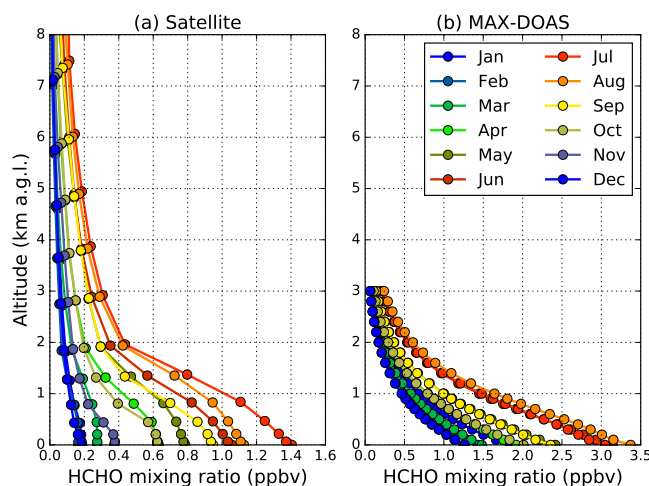 (a) Satellite
(b) MAX-DOAS
8
7
6
5
4
3
2
1
0
Altitude (km a.g.l.)
0.0 0.2 0.4 0.6 0.8 1.0 1.2 1.4 1.6
HCHO mixing ratio (ppbv)
8
7
6
5
4
3
2
1
0
Jan Jul
Feb Aug
Mar Sep
Apr Oct
May Nov
Jun Dec
0.0 0.5 1.0 1.5 2.0 2.5 3.0 3.5
HCHO mixing ratio (ppbv)